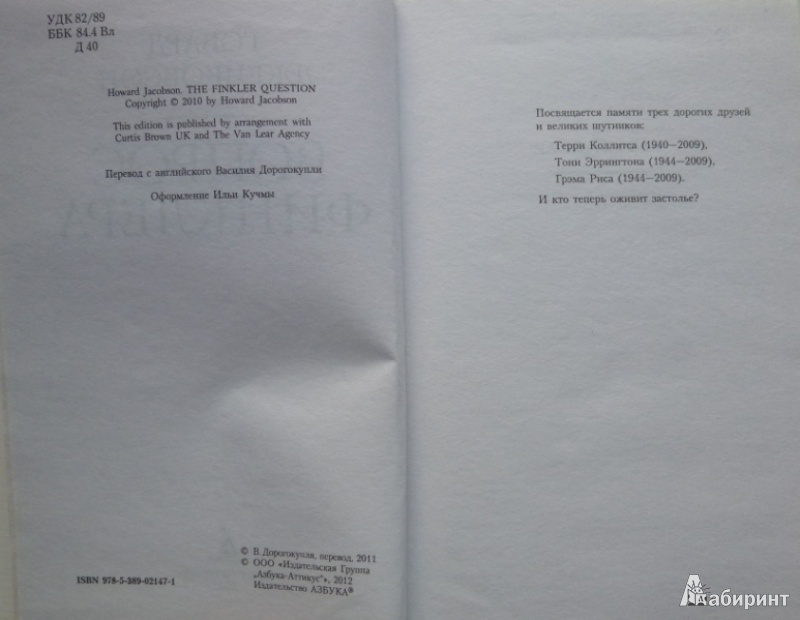 УДК 82/89
ББК 84.4 Вл
Д 40
Howard Jacobson. THE FINKLER QUESTION
Copyright © 2010 by Howard Jacobson
This edition is published by arrangement with
Curtis Brown UK and The Van Lear Agency
Перевод с английского Василия Дорогокупли
Оформление Ильи Кучмы
© В. Дорогокупля, перевод, 2011
© ООО «Издательская Группа
„Азбука-Аттикус“», 2012
Издательство АЗБУКА®
ISBN 978-5-389-02147-1
Посвящается памяти трех дорогих друзей
и великих шутников:
Терри Коллитса (1940—2009),
Тони Эррингтона (1944—2009),
Грэма Риса (1944—2009).
И кто теперь оживит застолье?
Лабиринт